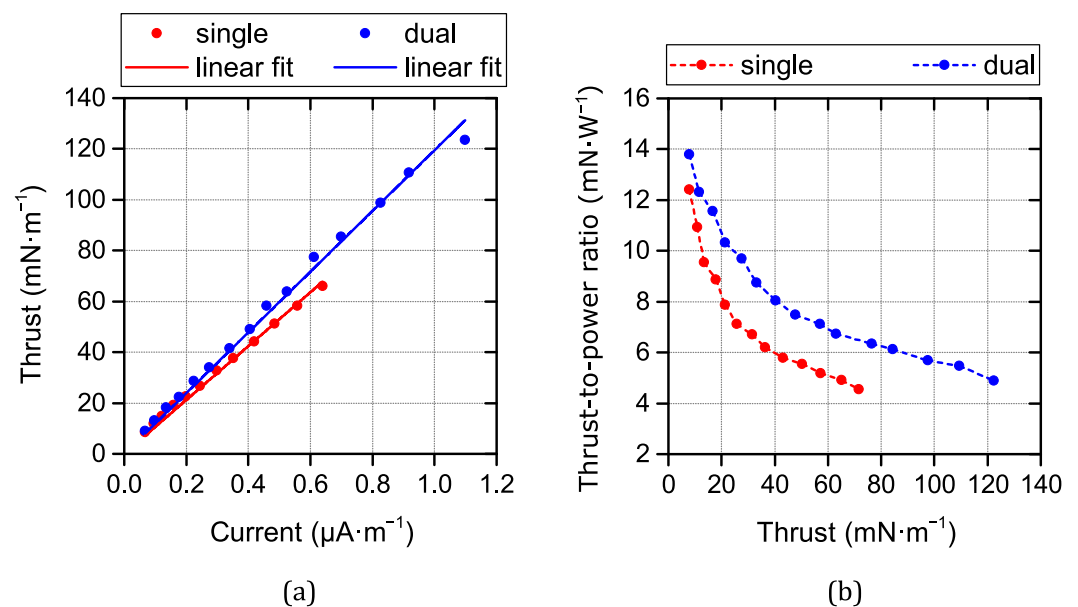 single dual
linear fit linear fit
140
120
100
80
60
40
20
0
Thrust (mN·m⁻¹)
0.0 0.2 0.4 0.6 0.8 1.0 1.2
Current (µA·m⁻¹)
(a)
single dual
16
14
12
10
8
6
4
2
Thrust-to-power ratio (mN·W⁻¹)
0 20 40 60 80 100 120 140
Thrust (mN·m⁻¹)
(b)